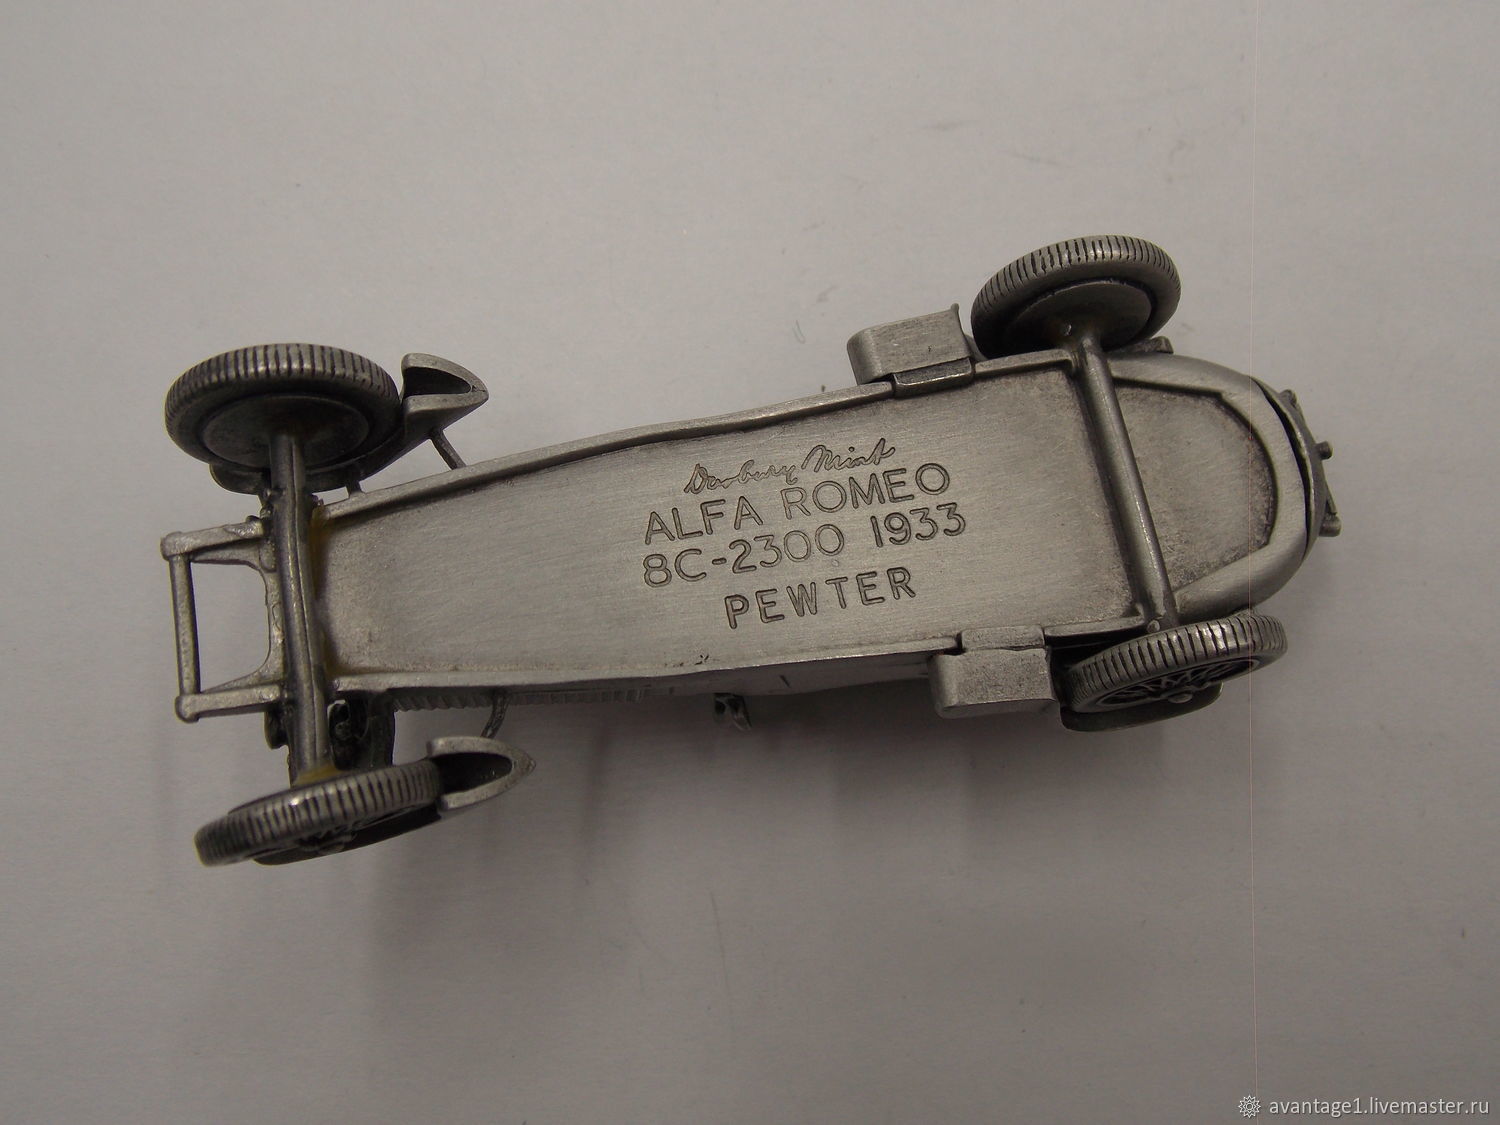 Danbury Mint
ALFA ROMEO
8C-2300 1933
PEWTER
avantage1.livemaster.ru